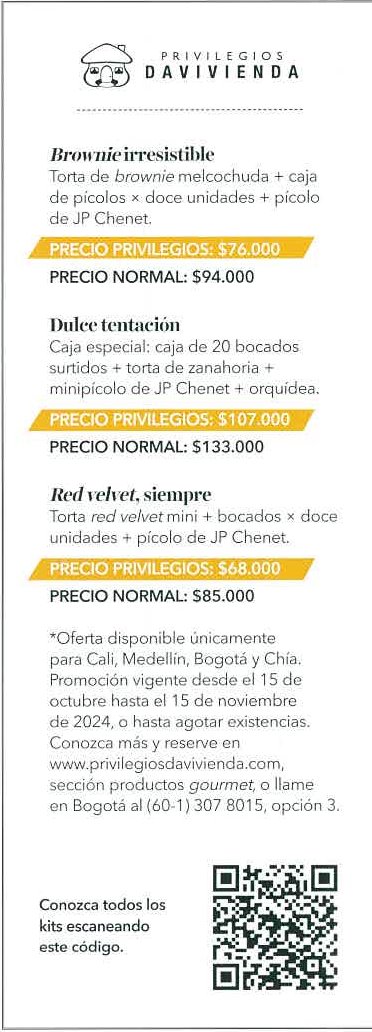 PRIVILEGIOS
DAVIVIENDA
Brownie irresistible
Torta de brownie melcochuda + caja
de pícolos × doce unidades + pícolo
de JP Chenet.
PRECIO PRIVILEGIOS: $76.000
PRECIO NORMAL: $94.000
Dulce tentación
Caja especial: caja de 20 bocados
surtidos + torta de zanahoria +
minipícolo de JP Chenet + orquídea.
PRECIO PRIVILEGIOS: $107.000
PRECIO NORMAL: $133.000
Red velvet, siempre
Torta red velvet mini + bocados × doce
unidades + pícolo de JP Chenet.
PRECIO PRIVILEGIOS: $68.000
PRECIO NORMAL: $85.000
*Oferta disponible únicamente
para Cali, Medellín, Bogotá y Chía.
Promoción vigente desde el 15 de
octubre hasta el 15 de noviembre
de 2024, o hasta agotar existencias.
Conozca más y reserve en
www.privilegiosdavivienda.com,
sección productos gourmet, o llame
en Bogotá al (60-1) 307 8015, opción 3.
Conozca todos los
kits escaneando
este código.